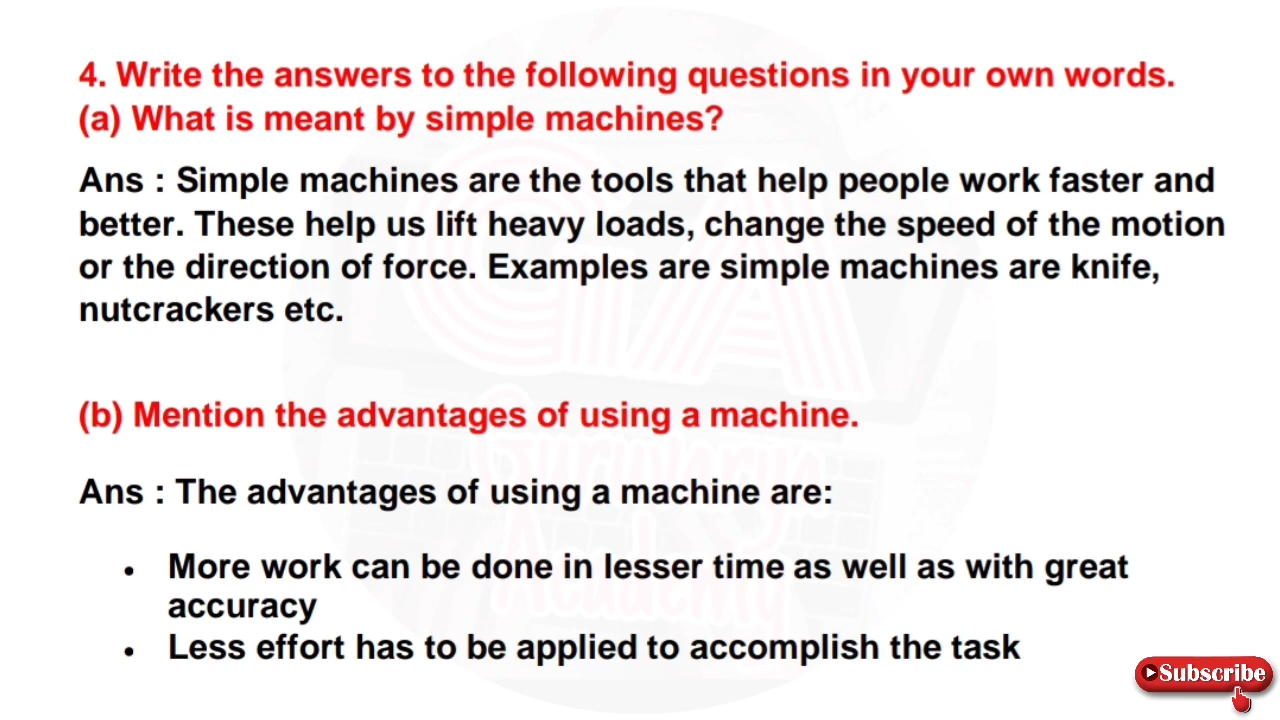 4. Write the answers to the following questions in your own words.
(a) What is meant by simple machines?
Ans : Simple machines are the tools that help people work faster and
better. These help us lift heavy loads, change the speed of the motion
or the direction of force. Examples are simple machines are knife,
nutcrackers etc.
(b) Mention the advantages of using a machine.
Ans : The advantages of using a machine are:
• More work can be done in lesser time as well as with great
accuracy
• Less effort has to be applied to accomplish the task
GA
Academy
Subscribe